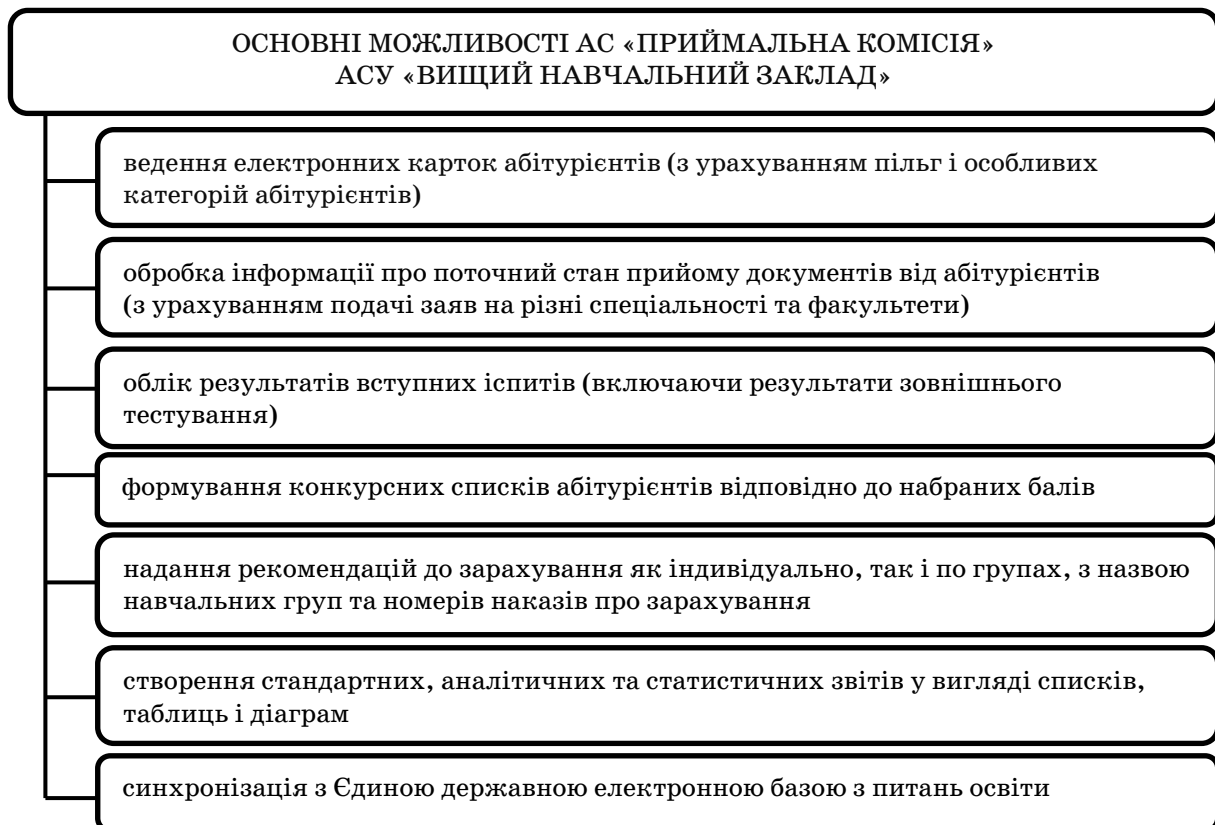 ОСНОВНІ МОЖЛИВОСТІ АС «ПРИЙМАЛЬНА КОМІСІЯ»
АСУ «ВИЩИЙ НАВЧАЛЬНИЙ ЗАКЛАД»
ведення електронних карток абітурієнтів (з урахуванням пільг і особливих
категорій абітурієнтів)
обробка інформації про поточний стан прийому документів від абітурієнтів
(з урахуванням подачі заяв на різні спеціальності та факультети)
облік результатів вступних іспитів (включаючи результати зовнішнього
тестування)
формування конкурсних списків абітурієнтів відповідно до набраних балів
надання рекомендацій до зарахування як індивідуально, так і по групах, з назвою
навчальних груп та номерів наказів про зарахування
створення стандартних, аналітичних та статистичних звітів у вигляді списків,
таблиць і діаграм
синхронізація з Єдиною державною електронною базою з питань освіти